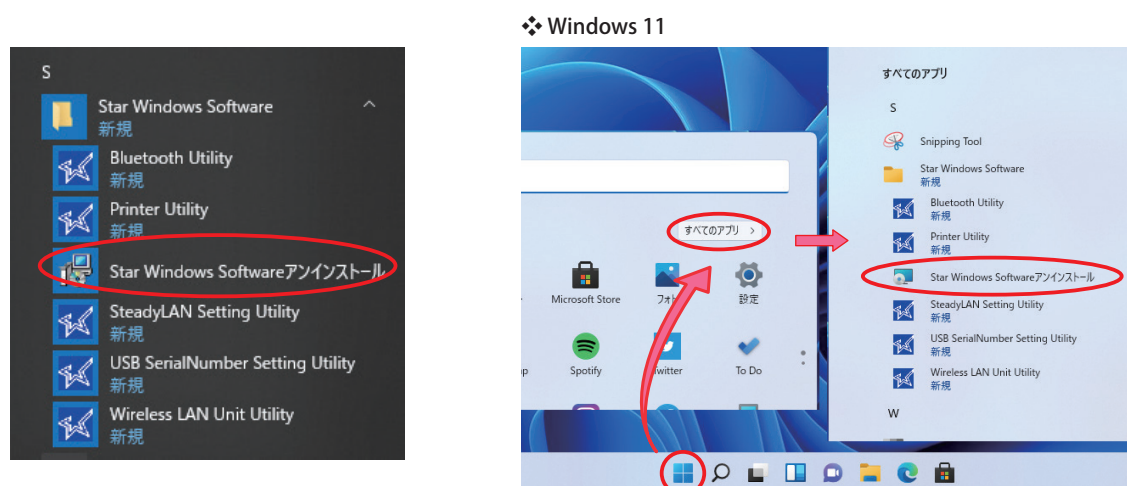 S
Star Windows Software
新規
Bluetooth Utility
新規
Printer Utility
新規
Star Windows Softwareアンインストール
SteadyLAN Setting Utility
新規
USB SerialNumber Setting Utility
新規
Wireless LAN Unit Utility
新規
❖ Windows 11
すべてのアプリ >
Microsoft Store
設定
Spotify
To Do
すべてのアプリ
S
Snipping Tool
Star Windows Software
新規
Bluetooth Utility
新規
Printer Utility
新規
Star Windows Softwareアンインストール
SteadyLAN Setting Utility
新規
USB SerialNumber Setting Utility
新規
Wireless LAN Unit Utility
新規
W